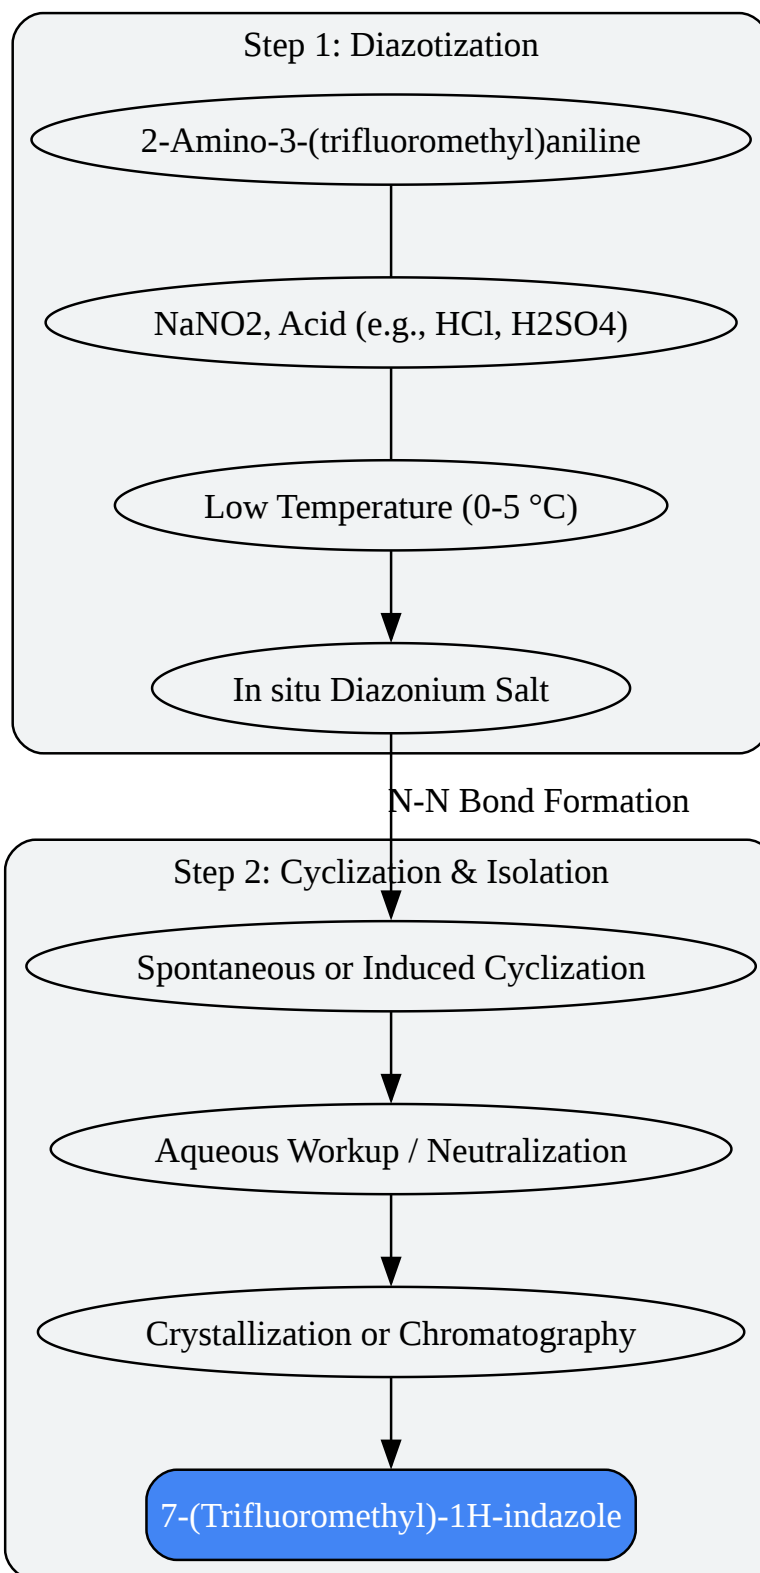 Step 1: Diazotization
2-Amino-3-(trifluoromethyl)aniline
NaNO2, Acid (e.g., HCl, H2SO4)
Low Temperature (0-5 °C)
In situ Diazonium Salt
N-N Bond Formation
Step 2: Cyclization & Isolation
Spontaneous or Induced Cyclization
Aqueous Workup / Neutralization
Crystallization or Chromatography
7-(Trifluoromethyl)-1H-indazole